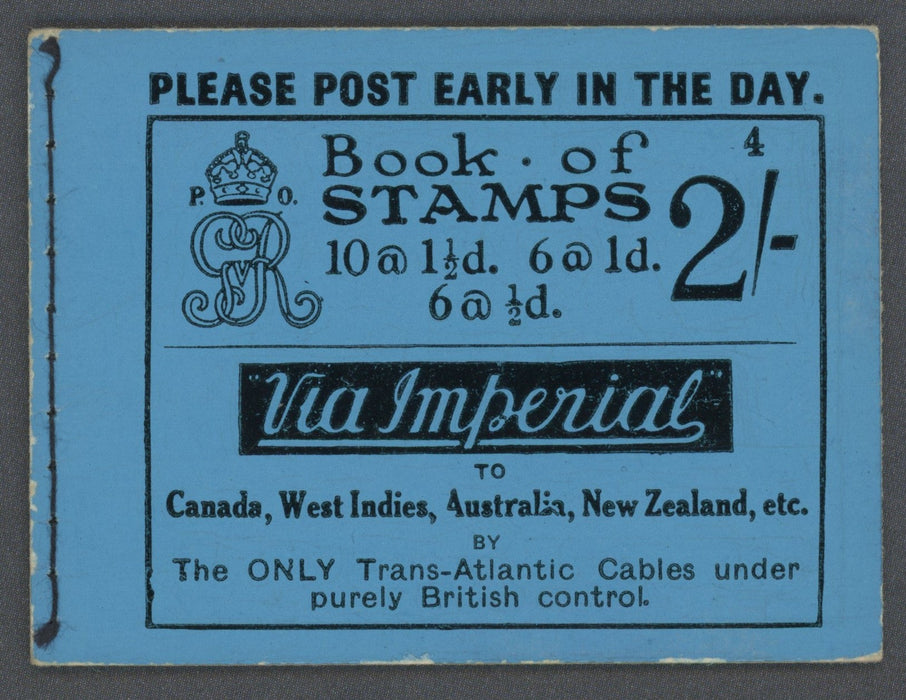 PLEASE POST EARLY IN THE DAY.
4
P. O.
GvR
Book · of
STAMPS
10 @ 1½d. 6 @ 1d.
6 @ ½d.
2/-
"Via Imperial"
TO
Canada, West Indies, Australia, New Zealand, etc.
BY
The ONLY Trans-Atlantic Cables under
purely British control.